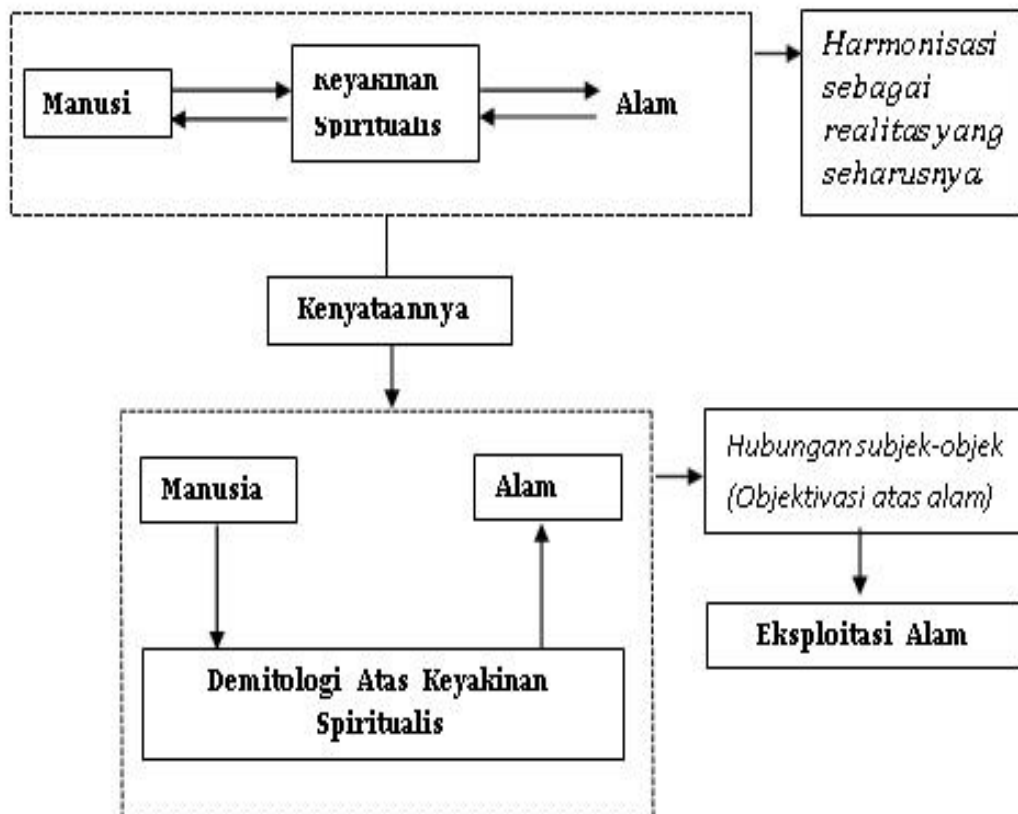 Manusi
Keyakinan
Spiritualis
Alam
Harmonisasi
sebagai
realitas yang
seharusnya
Kenyataannya
Manusia
Alam
Demitologi Atas Keyakinan
Spiritualis
Hubungan subjek-objek
(Objektivasi atas alam)
Eksploitasi Alam